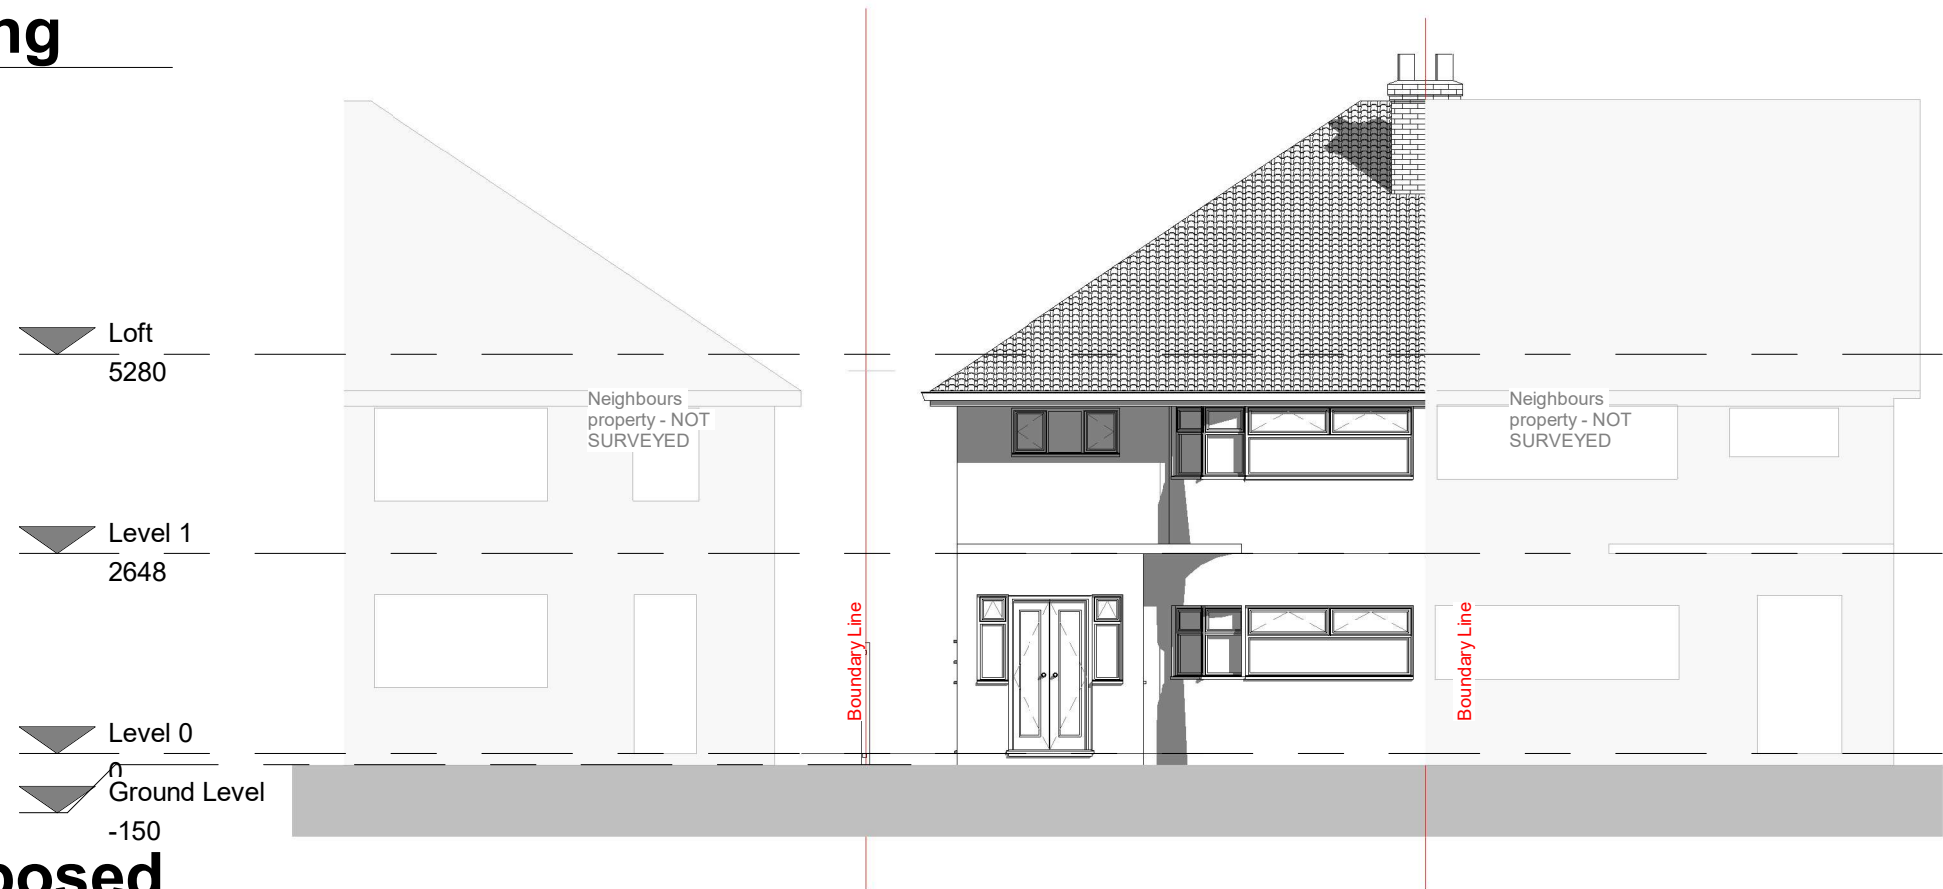 ng
Loft
5280
Neighbours
property - NOT
SURVEYED
Neighbours
property - NOT
SURVEYED
Level 1
2648
Boundary Line
Boundary Line
Level 0
0
Ground Level
-150
posed